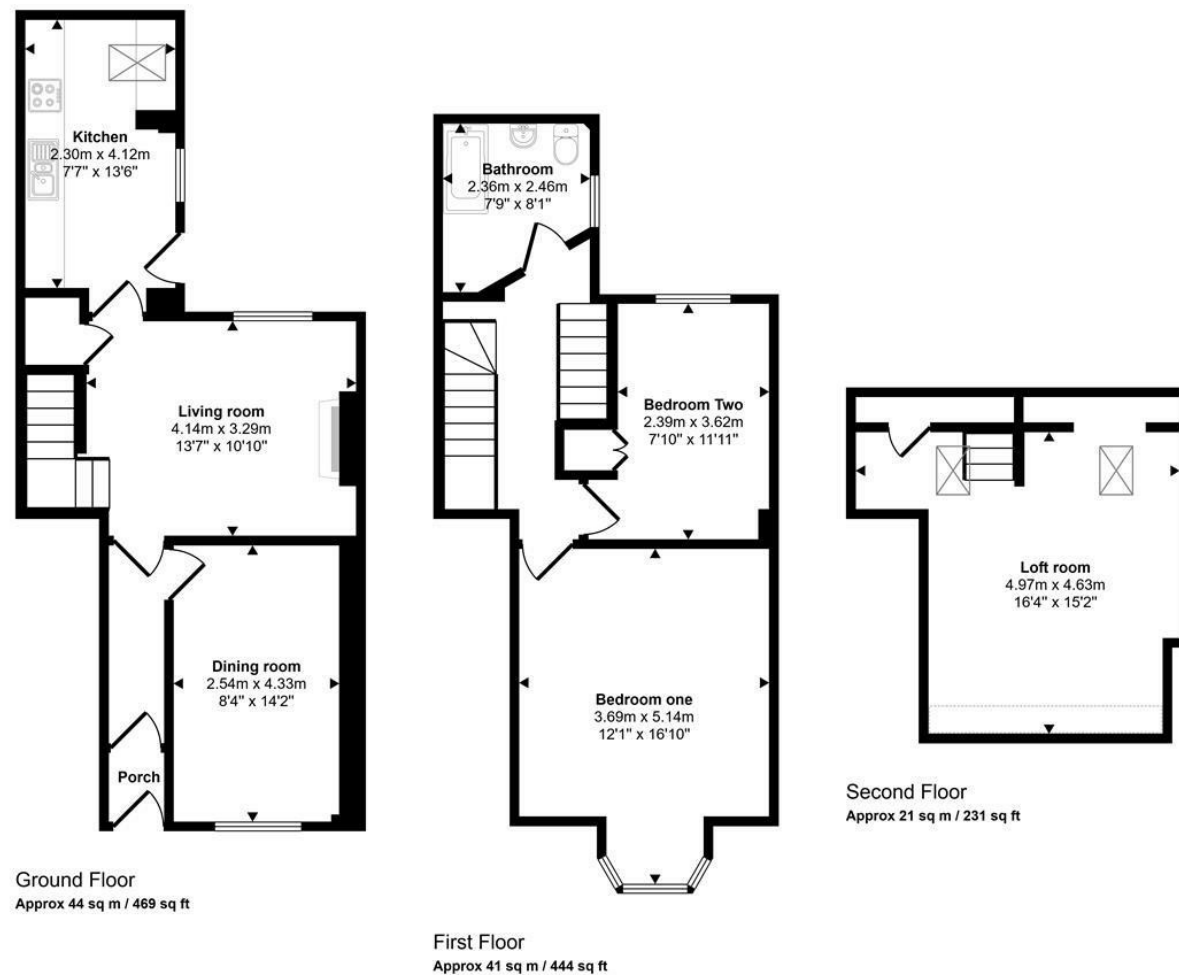 Kitchen
2.30m x 4.12m
7'7" x 13'6"
Living room
4.14m x 3.29m
13'7" x 10'10"
Dining room
2.54m x 4.33m
8'4" x 14'2"
Porch
Ground Floor
Approx 44 sq m / 469 sq ft
Bathroom
2.36m x 2.46m
7'9" x 8'1"
Bedroom Two
2.39m x 3.62m
7'10" x 11'11"
Bedroom one
3.69m x 5.14m
12'1" x 16'10"
First Floor
Approx 41 sq m / 444 sq ft
Loft room
4.97m x 4.63m
16'4" x 15'2"
Second Floor
Approx 21 sq m / 231 sq ft